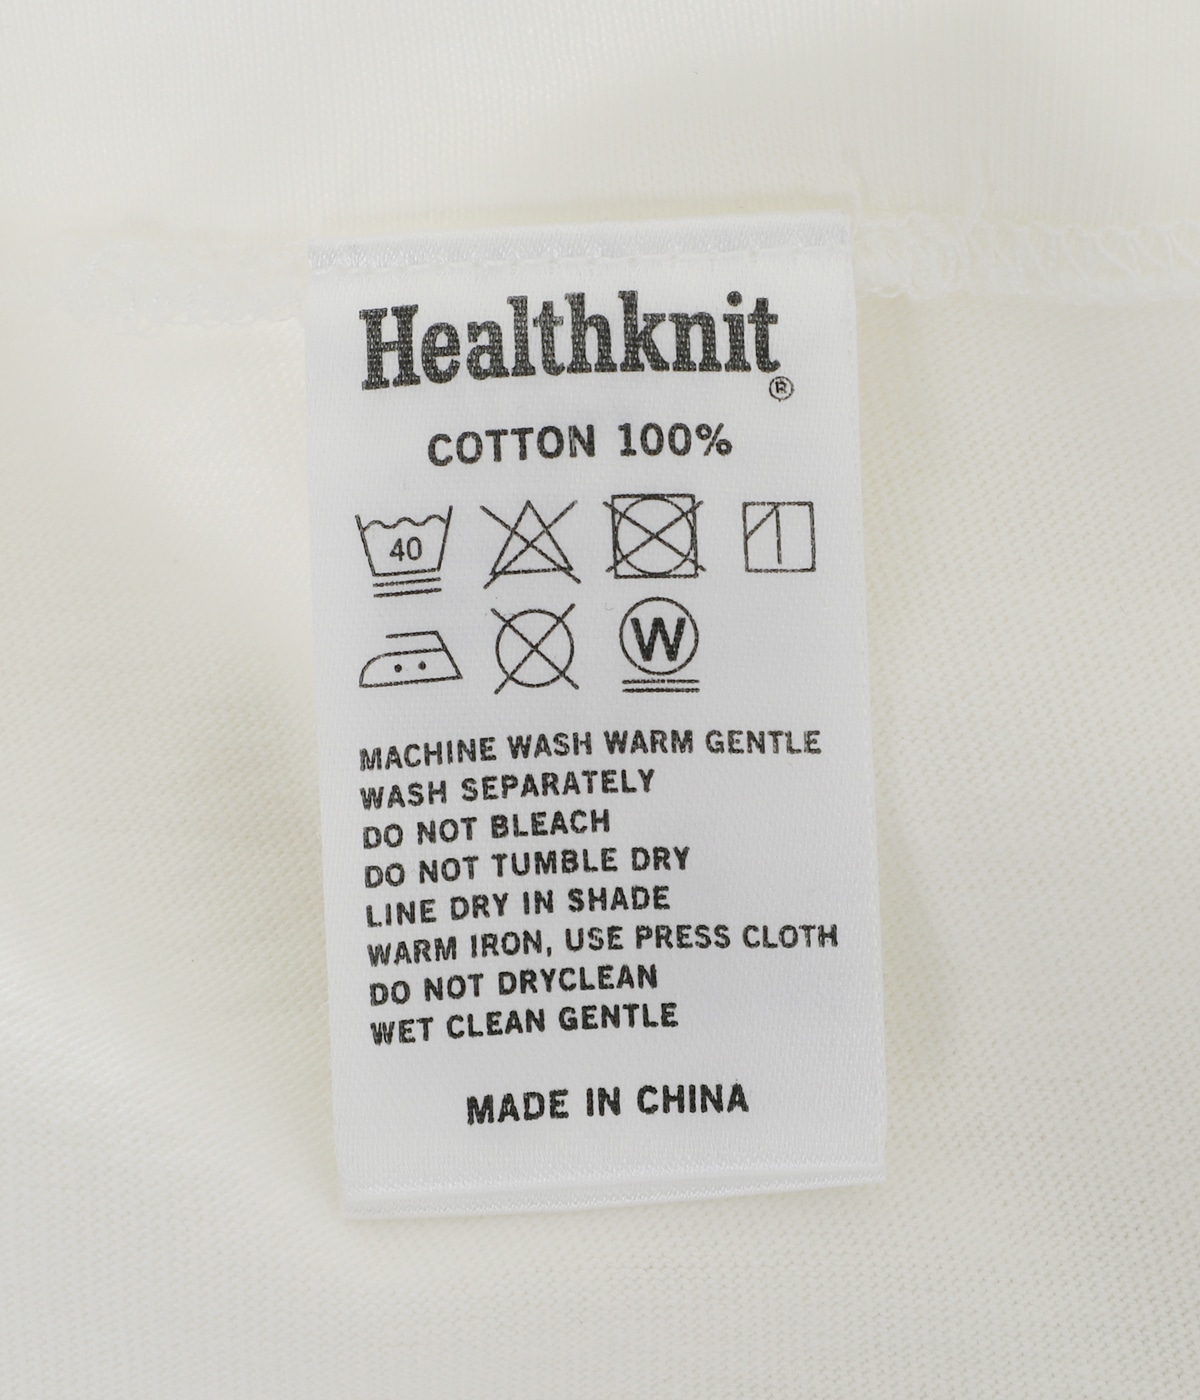 Healthknit
®
COTTON 100%
40
W
MACHINE WASH WARM GENTLE
WASH SEPARATELY
DO NOT BLEACH
DO NOT TUMBLE DRY
LINE DRY IN SHADE
WARM IRON, USE PRESS CLOTH
DO NOT DRYCLEAN
WET CLEAN GENTLE
MADE IN CHINA